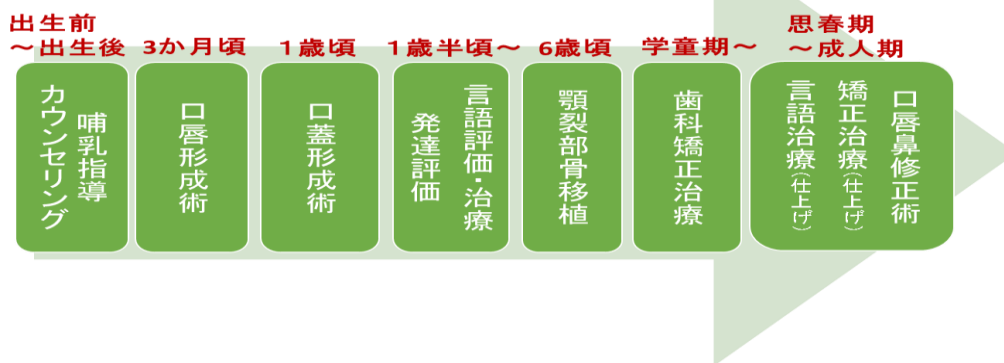 出生前
～出生後
3か月頃
1歳頃
1歳半頃～
6歳頃
学童期～
思春期
～成人期
哺乳指導
カウンセリング
口唇形成術
口蓋形成術
言語評価・治療
発達評価
顎裂部骨移植
歯科矯正治療
口唇鼻修正術
矯正治療(仕上げ)
言語治療(仕上げ)